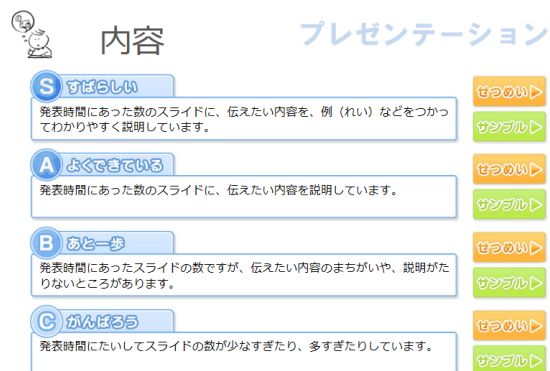 内容
プレゼンテーション
S すばらしい
発表時間にあった数のスライドに、伝えたい内容を、例（れい）などをつかっ
てわかりやすく説明しています。
せつめい
サンプル
A よくできている
発表時間にあった数のスライドに、伝えたい内容を説明しています。
せつめい
サンプル
B あと一歩
発表時間にあったスライドの数ですが、伝えたい内容のまちがいや、説明がた
りないところがあります。
せつめい
サンプル
C がんばろう
発表時間にたいしてスライドの数が少なすぎたり、多すぎたりしています。
せつめい
サンプル